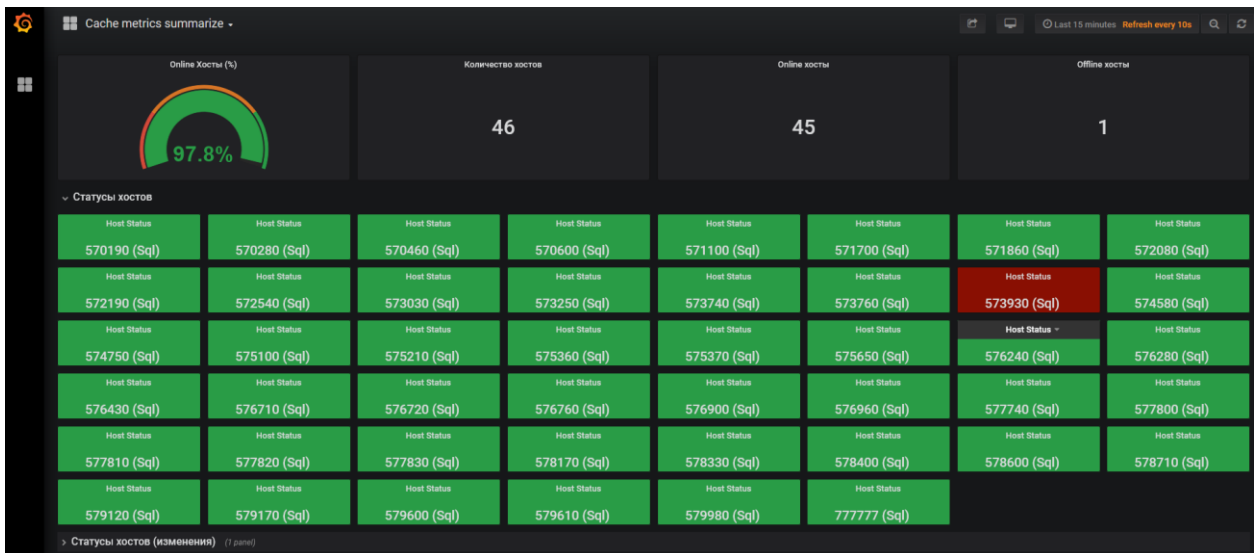 Cache metrics summarize
Last 15 minutes Refresh every 10s
Online Хосты (%)
Количество хостов
Online хосты
Offline хосты
97.8%
46
45
1
Статусы хостов
Host Status Host Status Host Status Host Status Host Status Host Status Host Status Host Status
570190 (Sql) 570280 (Sql) 570460 (Sql) 570600 (Sql) 571100 (Sql) 571700 (Sql) 571860 (Sql) 572080 (Sql)
Host Status Host Status Host Status Host Status Host Status Host Status Host Status Host Status
572190 (Sql) 572540 (Sql) 573030 (Sql) 573250 (Sql) 573740 (Sql) 573760 (Sql) 573930 (Sql) 574580 (Sql)
Host Status Host Status Host Status Host Status Host Status Host Status Host Status Host Status
574750 (Sql) 575100 (Sql) 575210 (Sql) 575360 (Sql) 575370 (Sql) 575650 (Sql) 576240 (Sql) 576280 (Sql)
Host Status Host Status Host Status Host Status Host Status Host Status Host Status Host Status
576430 (Sql) 576710 (Sql) 576720 (Sql) 576760 (Sql) 576900 (Sql) 576960 (Sql) 577740 (Sql) 577800 (Sql)
Host Status Host Status Host Status Host Status Host Status Host Status Host Status Host Status
577810 (Sql) 577820 (Sql) 577830 (Sql) 578170 (Sql) 578330 (Sql) 578400 (Sql) 578600 (Sql) 578710 (Sql)
Host Status Host Status Host Status Host Status Host Status Host Status
579120 (Sql) 579170 (Sql) 579600 (Sql) 579610 (Sql) 579980 (Sql) 777777 (Sql)
Статусы хостов (изменения) (1 panel)